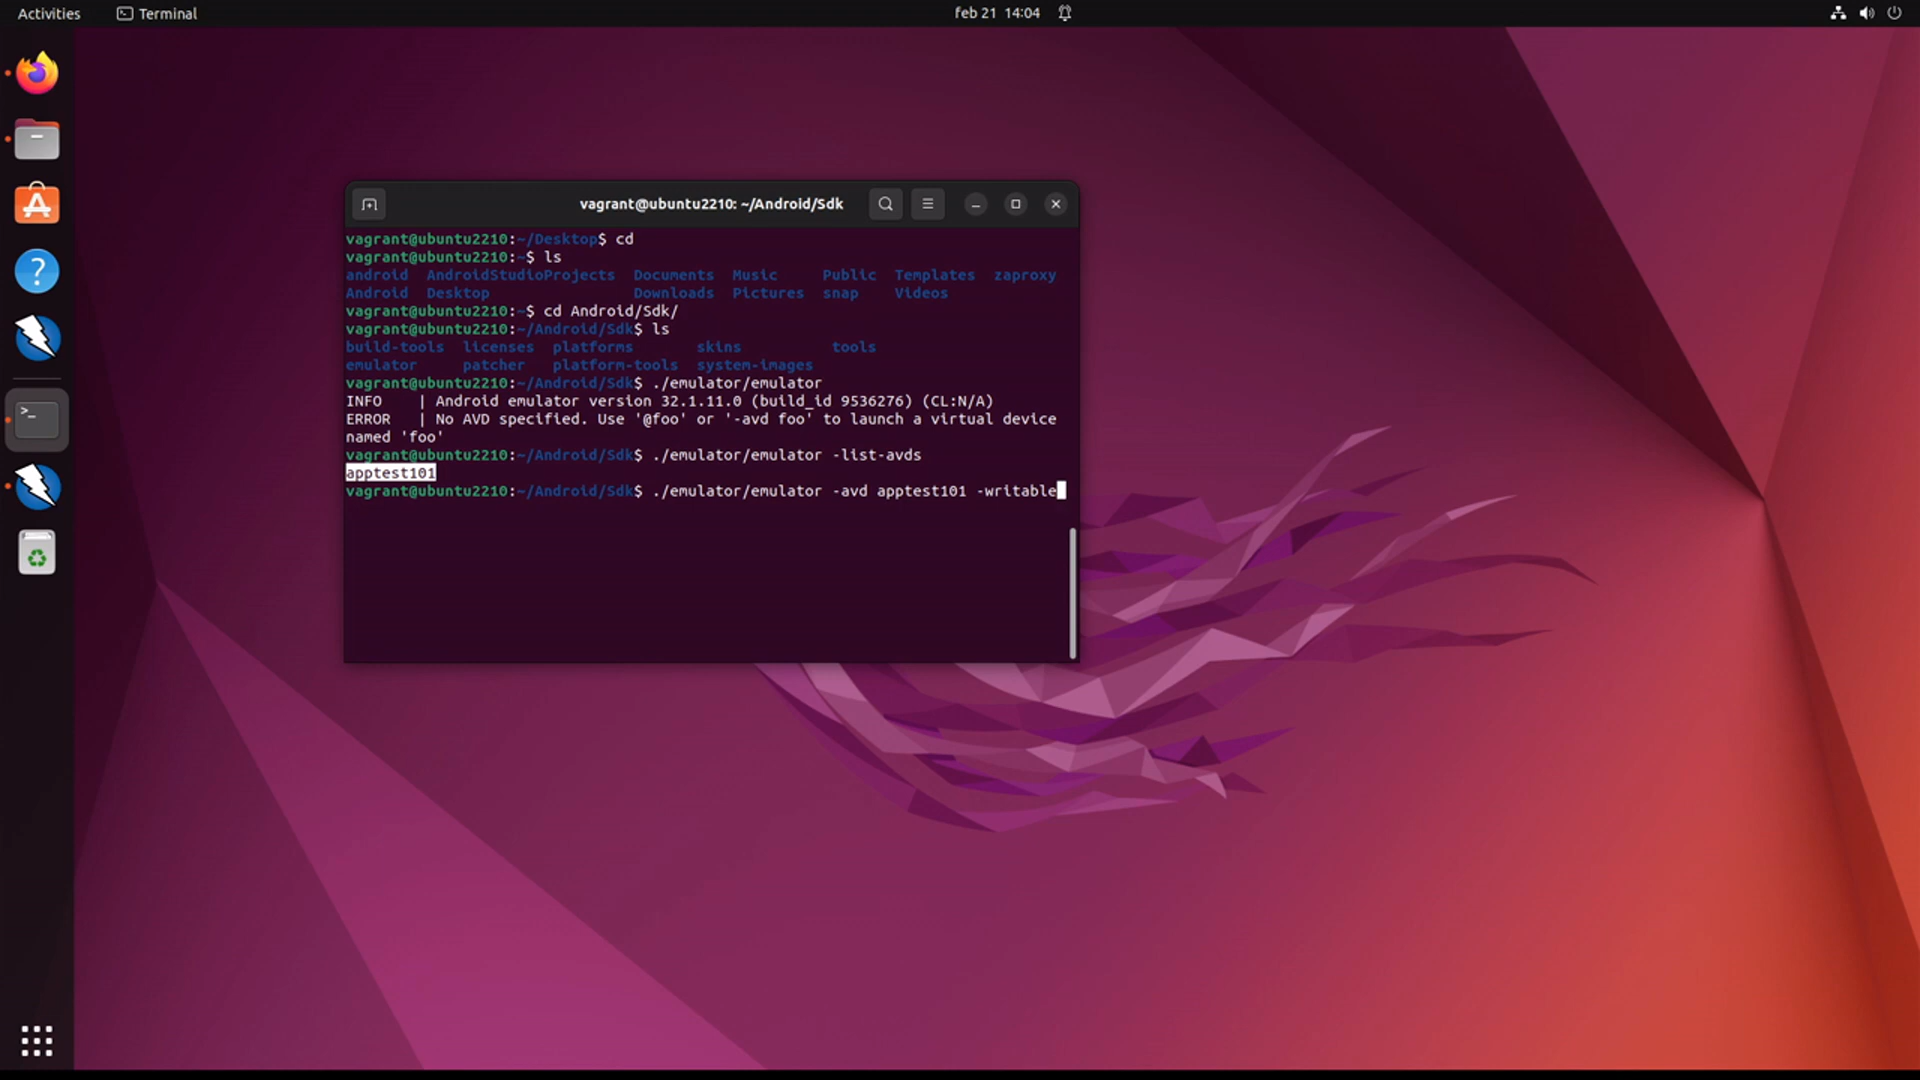 Activities Terminal feb 21 14:04
vagrant@ubuntu2210: ~/Android/Sdk
vagrant@ubuntu2210:~/Desktop$ cd
vagrant@ubuntu2210:~$ ls
android AndroidStudioProjects Documents Music Public Templates zaproxy
Android Desktop Downloads Pictures snap Videos
vagrant@ubuntu2210:~$ cd Android/Sdk/
vagrant@ubuntu2210:~/Android/Sdk$ ls
build-tools licenses platforms skins tools
emulator patcher platform-tools system-images
vagrant@ubuntu2210:~/Android/Sdk$ ./emulator/emulator
INFO | Android emulator version 32.1.11.0 (build_id 9536276) (CL:N/A)
ERROR | No AVD specified. Use '@foo' or '-avd foo' to launch a virtual device
named 'foo'
vagrant@ubuntu2210:~/Android/Sdk$ ./emulator/emulator -list-avds
apptest101
vagrant@ubuntu2210:~/Android/Sdk$ ./emulator/emulator -avd apptest101 -writable